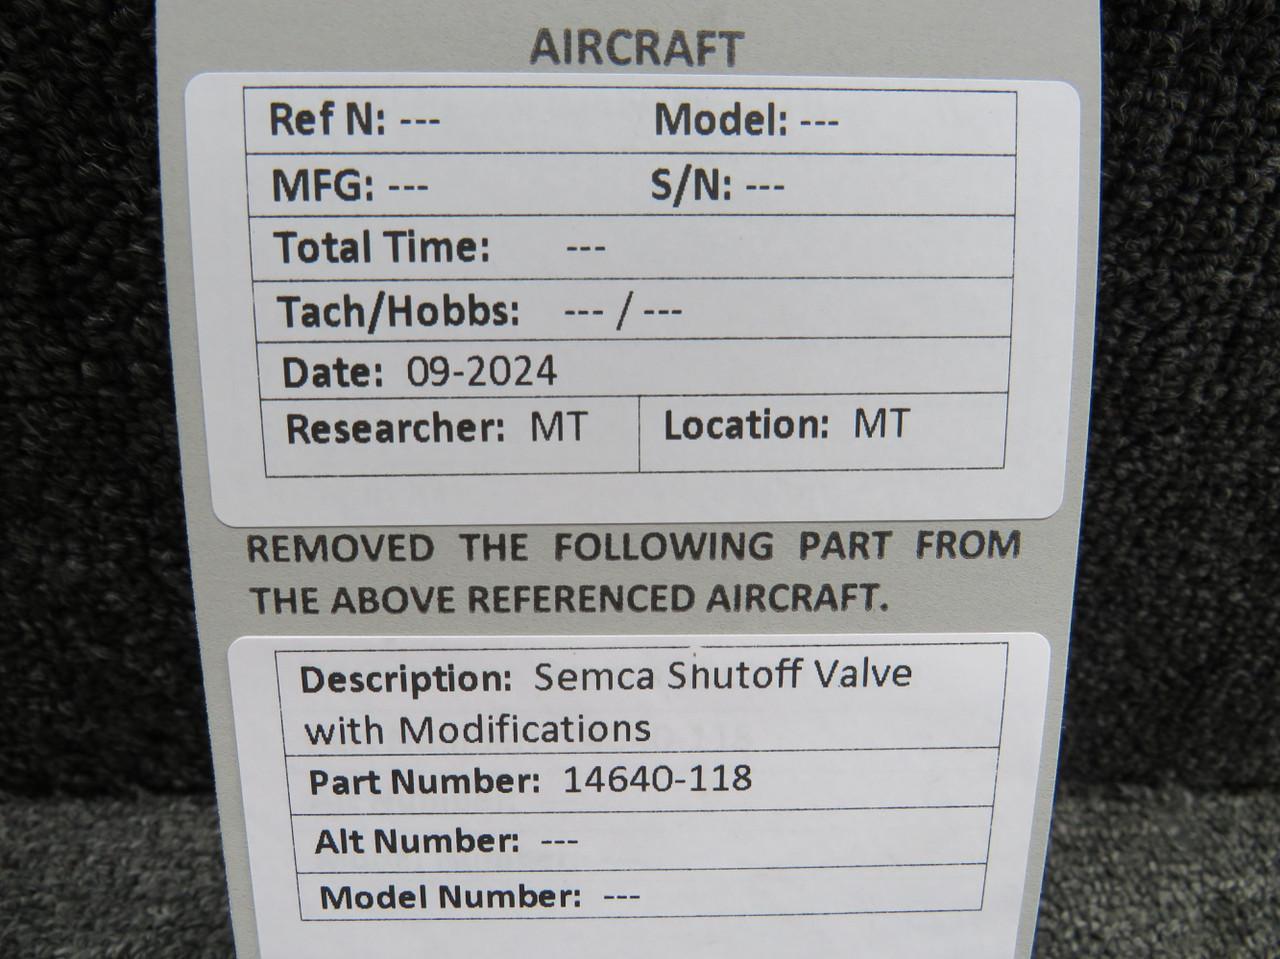 AIRCRAFT
Ref N: --- Model: ---
MFG: --- S/N: ---
Total Time: ---
Tach/Hobbs: --- / ---
Date: 09-2024
Researcher: MT Location: MT
REMOVED THE FOLLOWING PART FROM
THE ABOVE REFERENCED AIRCRAFT.
Description: Semca Shutoff Valve
with Modifications
Part Number: 14640-118
Alt Number: ---
Model Number: ---